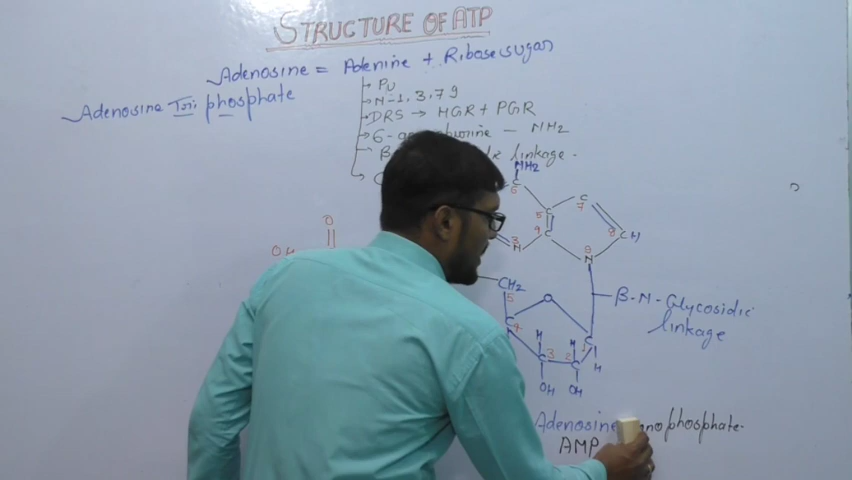 STRUCTURE OF ATP
Adenosine = Adenine + Ribose sugar
Adenosine Tri phosphate
PU
N-1, 3, 7 9
DRS → HGR + PGR
6- purine - NH2
linkage.
NH2
C
6
5
C
7
9
C
3
N
8
CH
9
N
O
OH
CH2
5
O
β-N-Glycosidic
linkage
C
4
H
H
C
1
3
2
C
C
H
OH
OH
Adenosine phosphate.
AMP